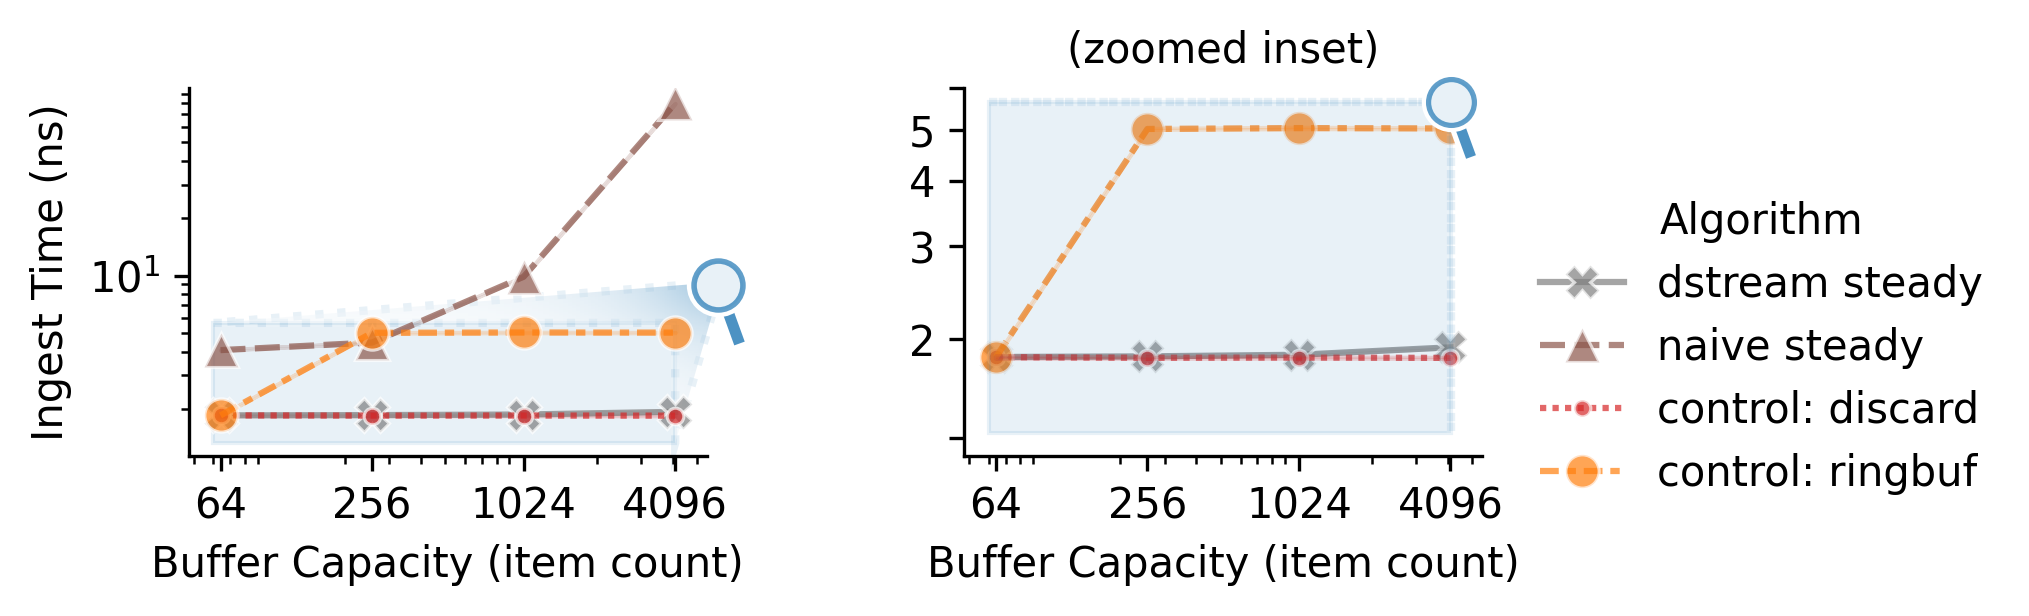 Ingest Time (ns)
10¹
64 256 1024 4096
Buffer Capacity (item count)
(zoomed inset)
5
4
3
2
64 256 1024 4096
Buffer Capacity (item count)
Algorithm
dstream steady
naive steady
control: discard
control: ringbuf